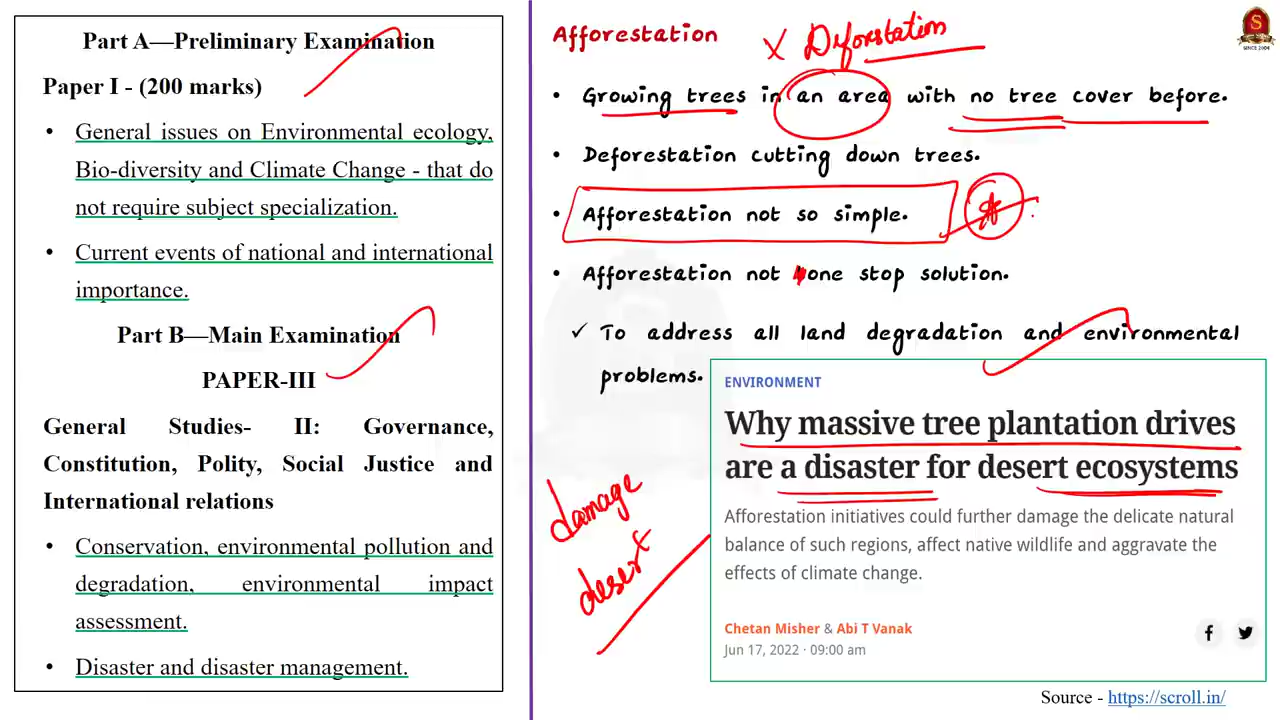 Part A—Preliminary Examination
Paper I - (200 marks)
• General issues on Environmental ecology,
Bio-diversity and Climate Change - that do
not require subject specialization.
• Current events of national and international
importance.
Part B—Main Examination
PAPER-III
General Studies- II: Governance,
Constitution, Polity, Social Justice and
International relations
• Conservation, environmental pollution and
degradation, environmental impact
assessment.
• Disaster and disaster management.
Afforestation
X Deforstation
• Growing trees in an area with no tree cover before.
• Deforestation cutting down trees.
• Afforestation not so simple.
• Afforestation not one stop solution.
✓ To address all land degradation and environmental
problems.
ENVIRONMENT
Why massive tree plantation drives
are a disaster for desert ecosystems
Afforestation initiatives could further damage the delicate natural
balance of such regions, affect native wildlife and aggravate the
effects of climate change.
Chetan Misher & Abi T Vanak
Jun 17, 2022 · 09:00 am
damage
desert
Source - https://scroll.in/
S
SINCE 2004